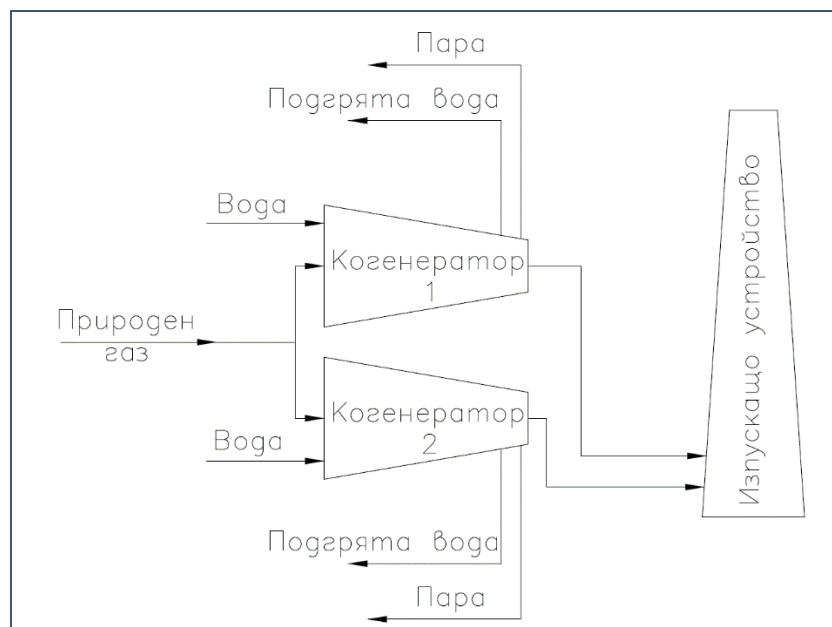 Пара
Подгрята вода
Вода
Когенератор
1
Природен
газ
Когенератор
2
Вода
Подгрята вода
Пара
Изпускащо устройство